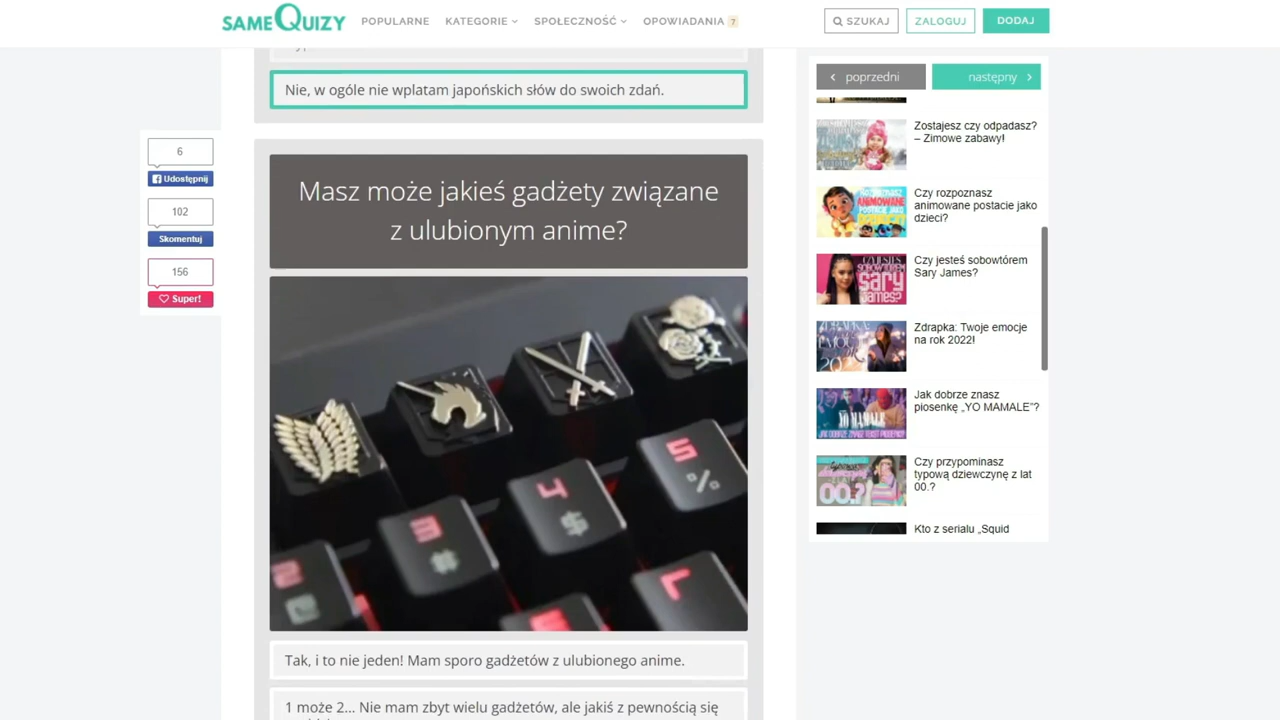 SAMEQUIZY
POPULARNE
KATEGORIE
SPOŁECZNOŚĆ
OPOWIADANIA 7
SZUKAJ
ZALOGUJ
DODAJ
Nie, w ogóle nie wplatam japońskich słów do swoich zdań.
6
Udostępnij
102
Skomentuj
156
Super!
Masz może jakieś gadżety związane
z ulubionym anime?
5
%
4
$
3
#
2
Tak, i to nie jeden! Mam sporo gadżetów z ulubionego anime.
1 może 2... Nie mam zbyt wielu gadżetów, ale jakiś z pewnością się
poprzedni
następny
Zostajesz czy odpadasz?
– Zimowe zabawy!
Czy rozpoznasz
animowane postacie jako
dzieci?
Czy jesteś sobowtórem
Sary James?
Zdrapka: Twoje emocje
na rok 2022!
Jak dobrze znasz
piosenkę „YO MAMALE”?
Czy przypominasz
typową dziewczynę z lat
00.?
Kto z serialu „Squid